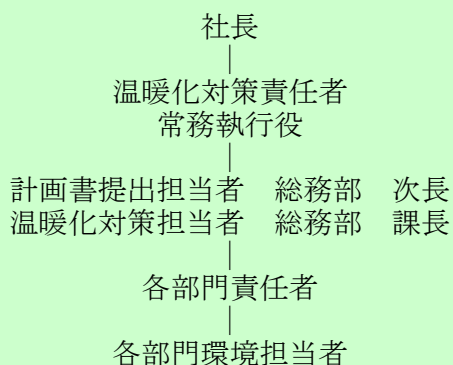 社長
|
温暖化対策責任者
常務執行役
|
計画書提出担当者　総務部　次長
温暖化対策担当者　総務部　課長
|
各部門責任者
|
各部門環境担当者